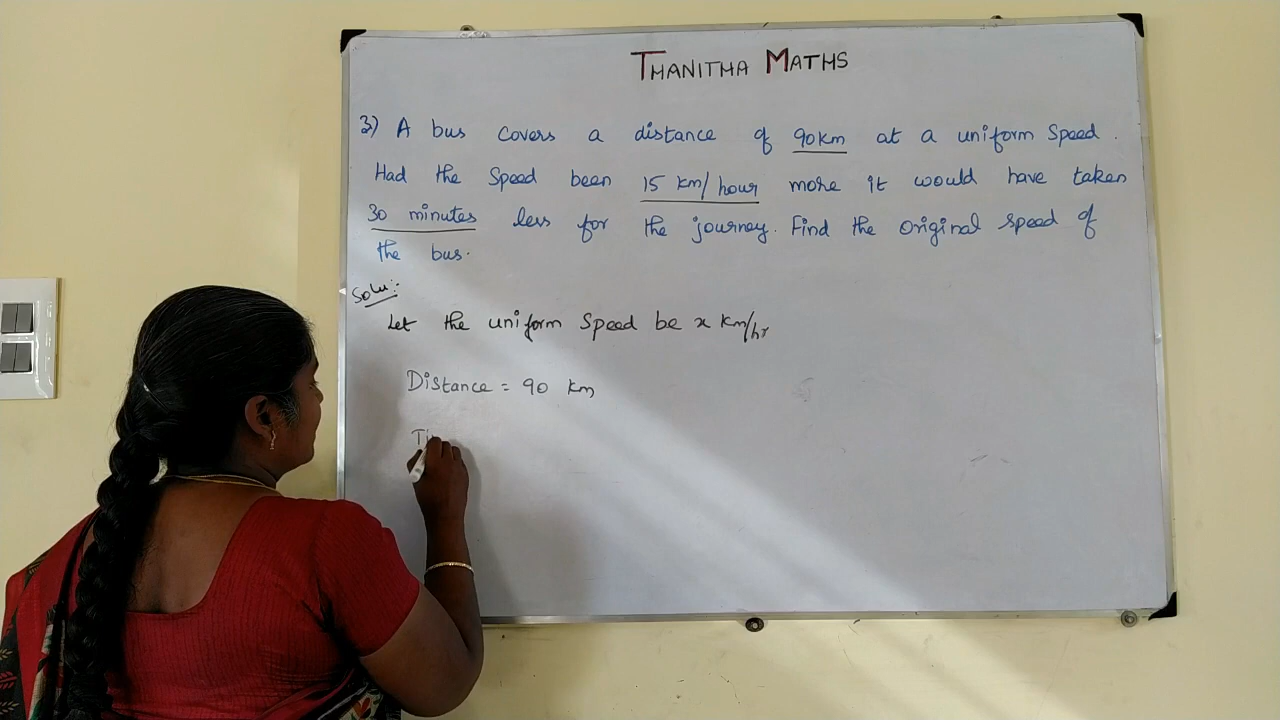 THANITHA MATHS
3) A bus covers a distance of 90km at a uniform Speed.
Had the Speed been 15 km/hour more it would have taken
30 minutes less for the journey. Find the original speed of
the bus.
Solu:-
Let the uniform Speed be x km/hr
Distance = 90 km
Ti